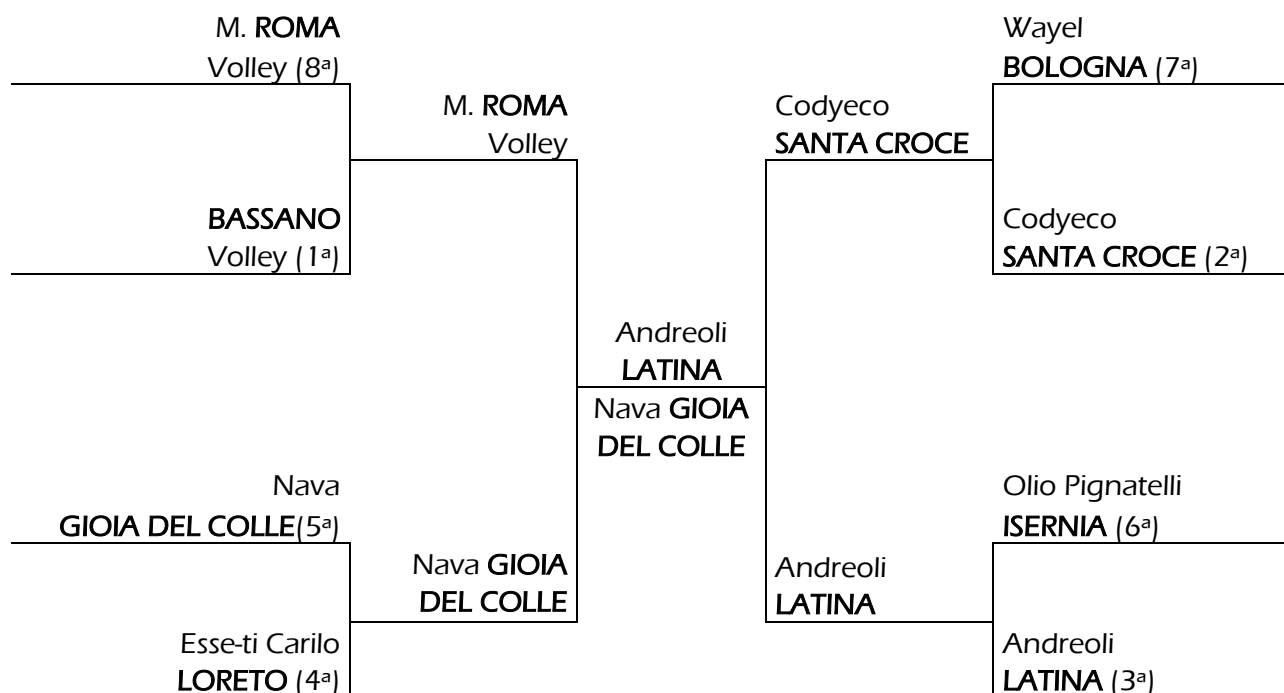 M. ROMA
Volley (8ª)
BASSANO
Volley (1ª)
Nava
GIOIA DEL COLLE(5ª)
Esse-ti Carilo
LORETO (4ª)
M. ROMA
Volley
Nava GIOIA
DEL COLLE
Andreoli
LATINA
Nava GIOIA
DEL COLLE
Codyeco
SANTA CROCE
Andreoli
LATINA
Wayel
BOLOGNA (7ª)
Codyeco
SANTA CROCE (2ª)
Olio Pignatelli
ISERNIA (6ª)
Andreoli
LATINA (3ª)